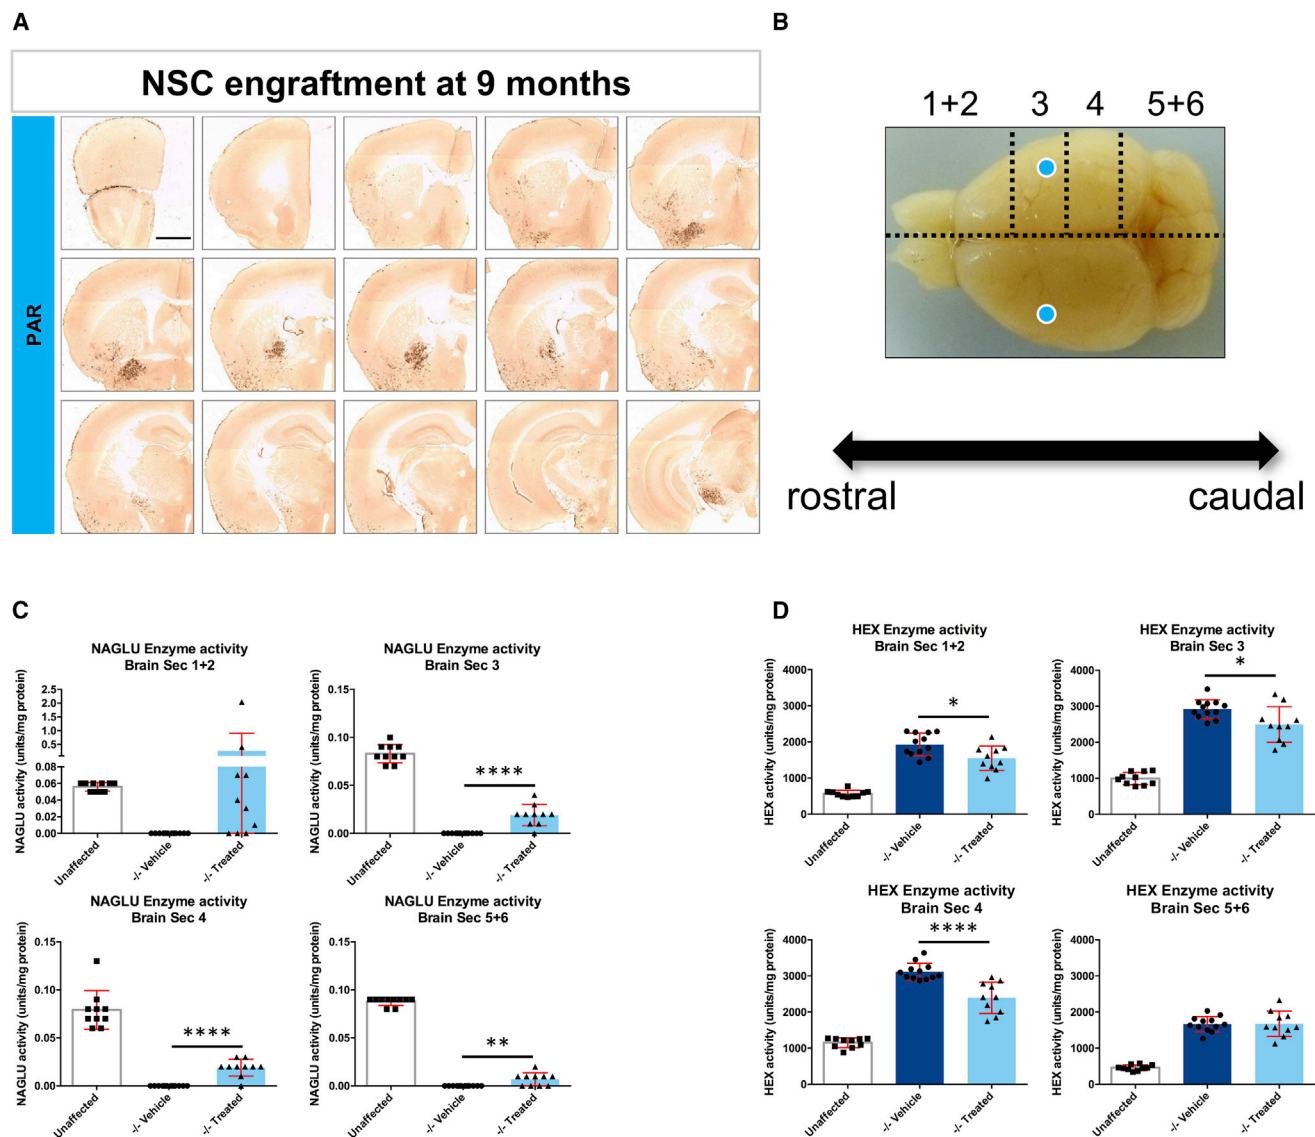 A
NSC engraftment at 9 months
PAR
B
1+2 3 4 5+6
rostral
caudal
C
NAGLU Enzyme activity
Brain Sec 1+2
NAGLU activity (units/mg protein)
2.5
2.0
1.5
1.0
0.5
0.08
0.06
0.04
0.02
0.00
Unaffected
-/- Vehicle
-/- Treated
NAGLU Enzyme activity
Brain Sec 3
NAGLU activity (units/mg protein)
0.15
0.10
0.05
0.00
****
Unaffected
-/- Vehicle
-/- Treated
NAGLU Enzyme activity
Brain Sec 4
NAGLU activity (units/mg protein)
0.15
0.10
0.05
0.00
****
Unaffected
-/- Vehicle
-/- Treated
NAGLU Enzyme activity
Brain Sec 5+6
NAGLU activity (units/mg protein)
0.15
0.10
0.05
0.00
**
Unaffected
-/- Vehicle
-/- Treated
D
HEX Enzyme activity
Brain Sec 1+2
HEX activity (units/mg protein)
4000
3000
2000
1000
0
*
Unaffected
-/- Vehicle
-/- Treated
HEX Enzyme activity
Brain Sec 3
HEX activity (units/mg protein)
4000
3000
2000
1000
0
*
Unaffected
-/- Vehicle
-/- Treated
HEX Enzyme activity
Brain Sec 4
HEX activity (units/mg protein)
4000
3000
2000
1000
0
****
Unaffected
-/- Vehicle
-/- Treated
HEX Enzyme activity
Brain Sec 5+6
HEX activity (units/mg protein)
4000
3000
2000
1000
0
Unaffected
-/- Vehicle
-/- Treated